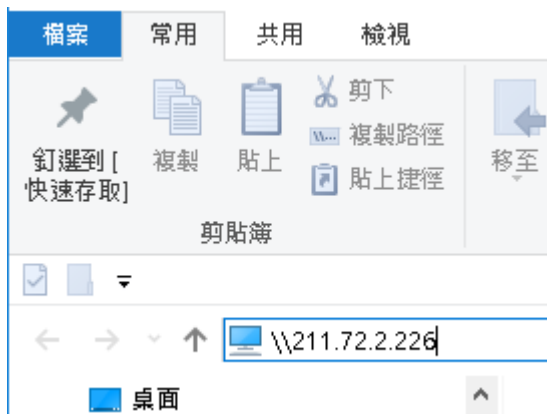 檔案 常用 共用 檢視
釘選到 [
快速存取]
複製
貼上
剪下
複製路徑
貼上捷徑
移至
剪貼簿
\\211.72.2.226
桌面